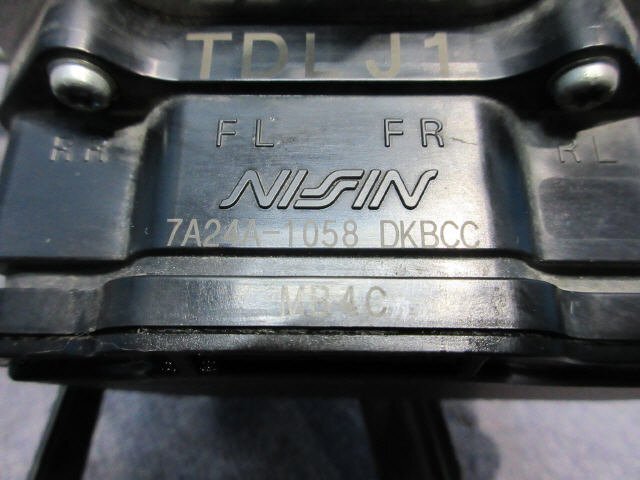 TDL J1
FL FR
RR RL
NISSIN
7A24A-1058 DKBCC
MB4C